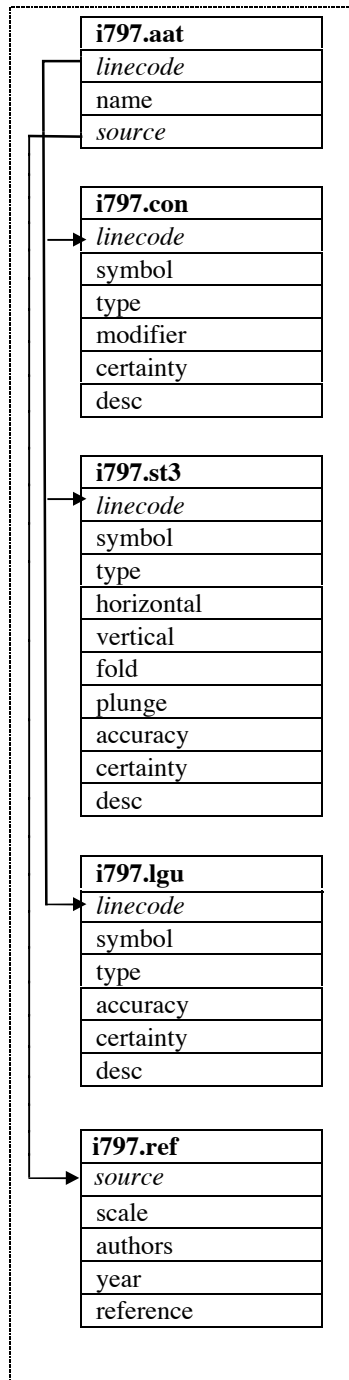 i797.aat
linecode
name
source
i797.con
linecode
symbol
type
modifier
certainty
desc
i797.st3
linecode
symbol
type
horizontal
vertical
fold
plunge
accuracy
certainty
desc
i797.lgu
linecode
symbol
type
accuracy
certainty
desc
i797.ref
source
scale
authors
year
reference